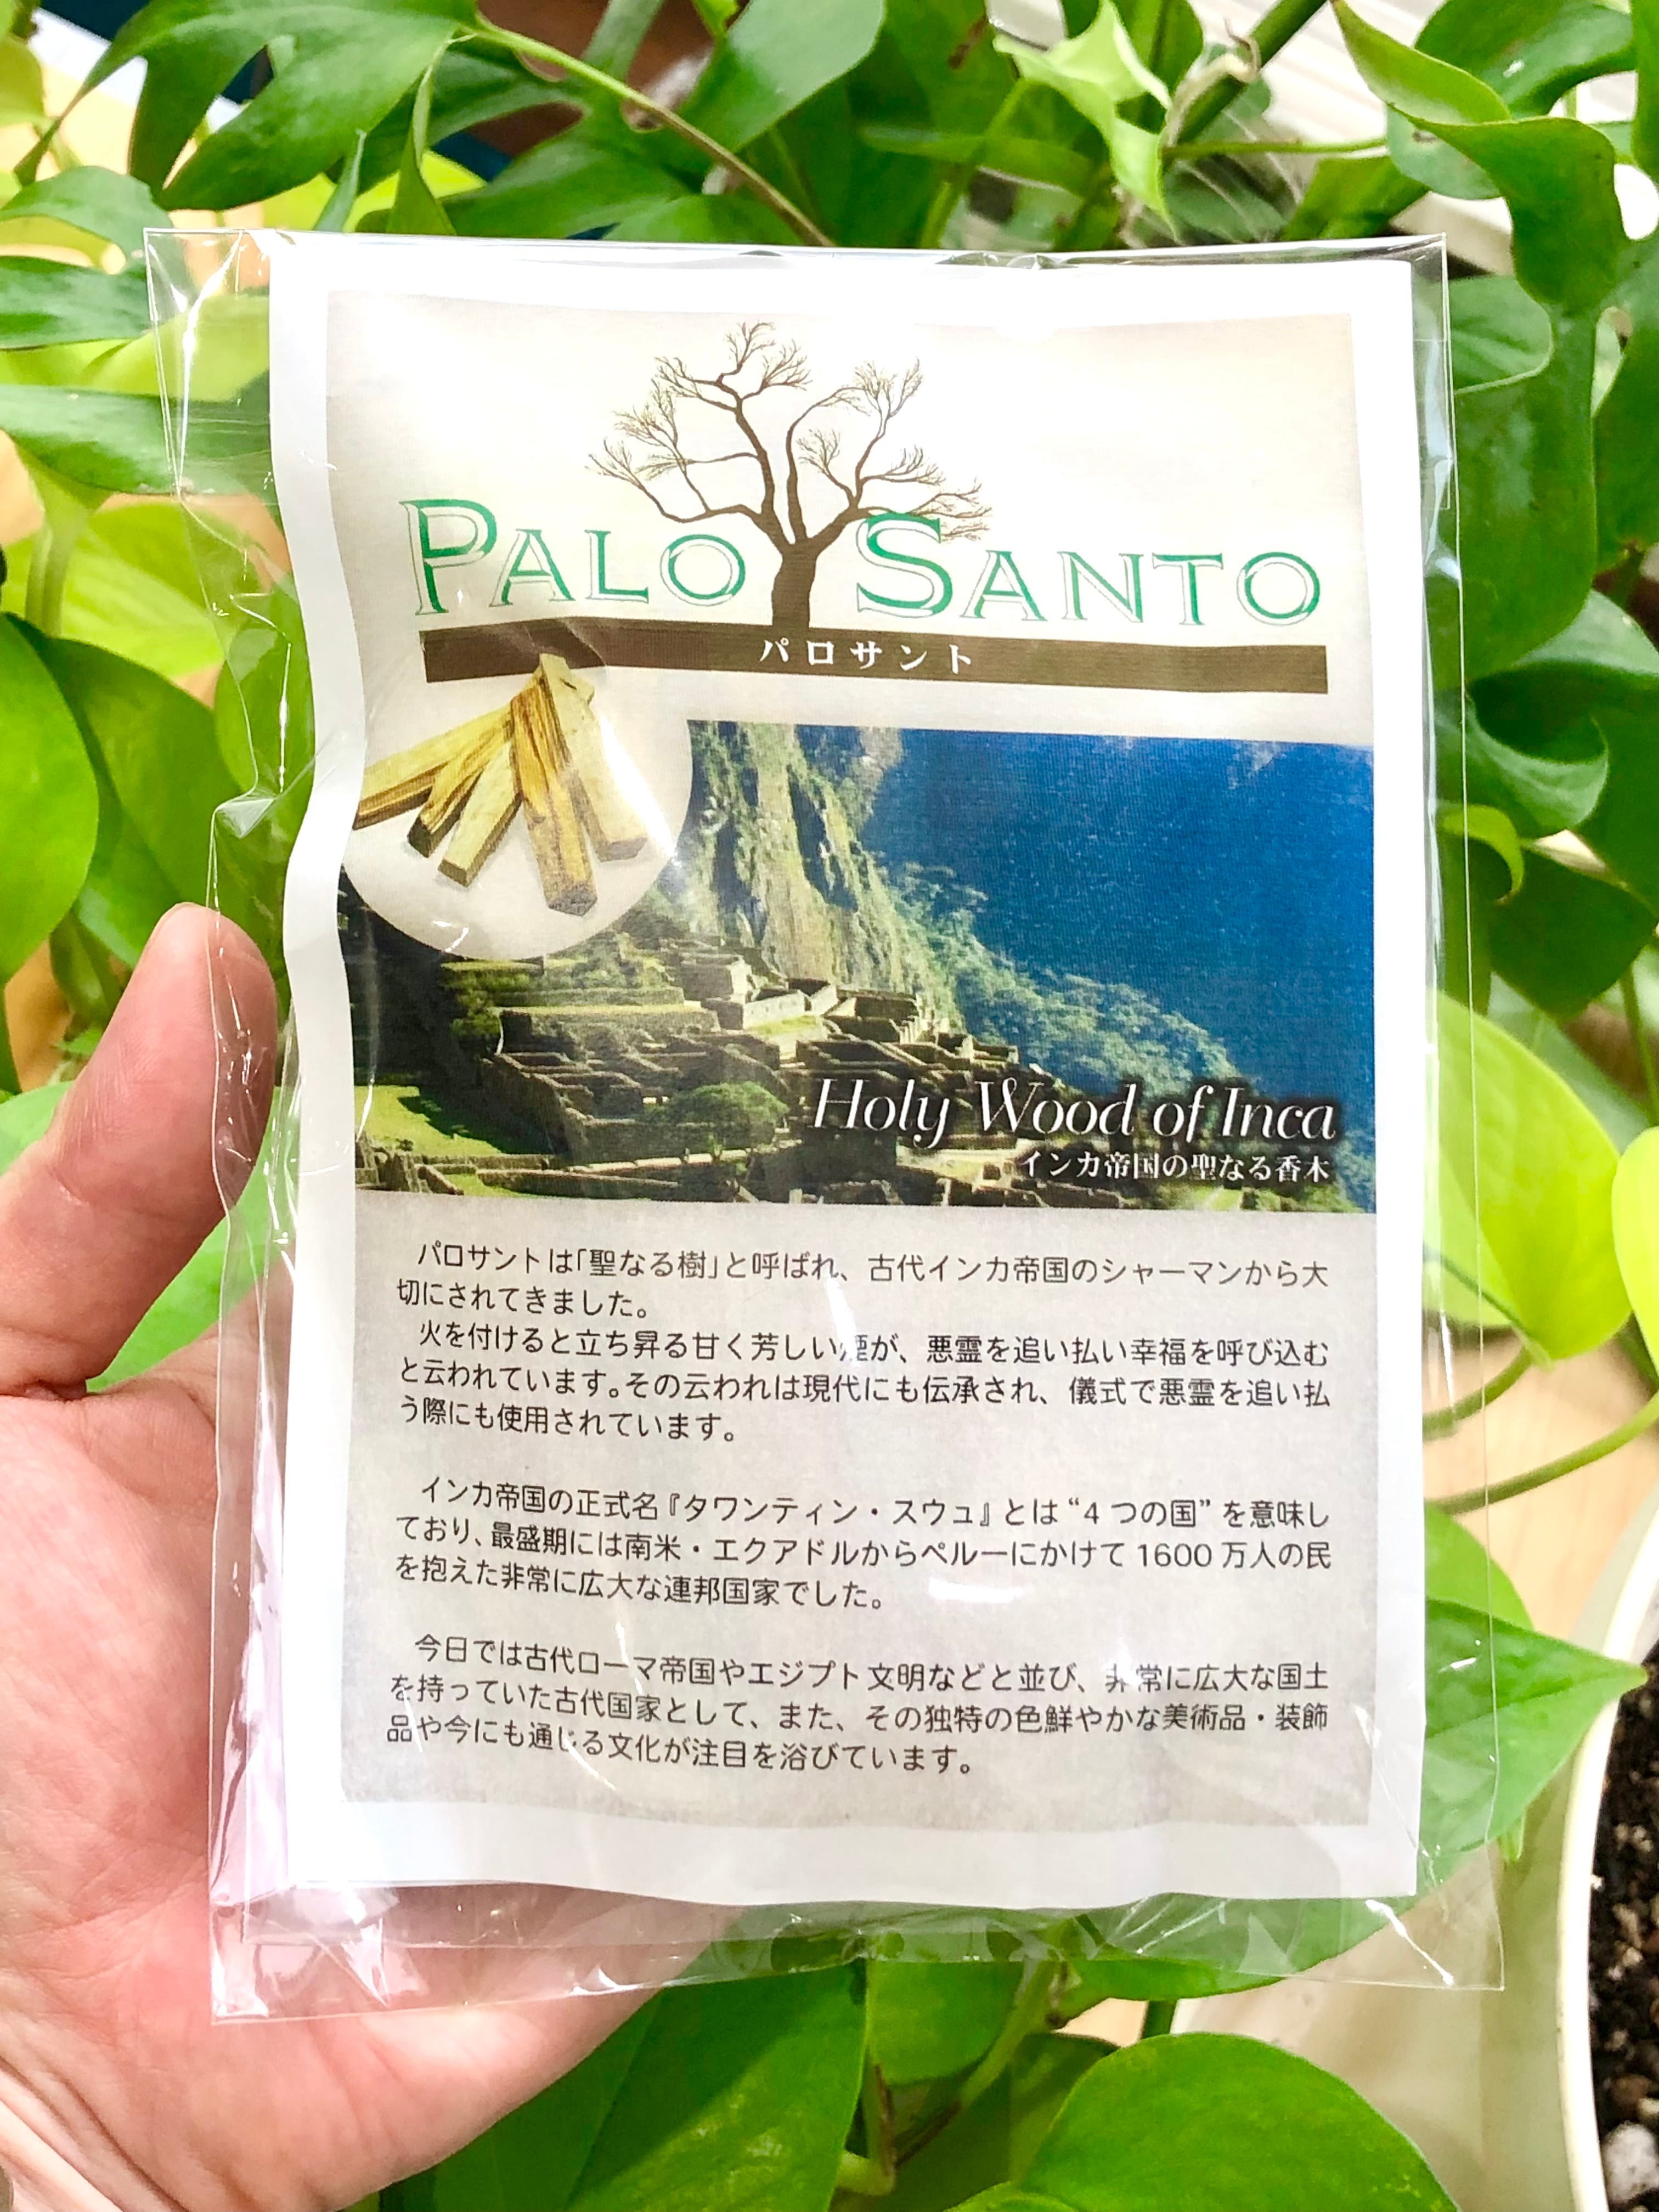 PALO SANTO
パロサント
Holy Wood of Inca
インカ帝国の聖なる香木
パロサントは「聖なる樹」と呼ばれ、古代インカ帝国のシャーマンから大
切にされてきました。
火を付けると立ち昇る甘く芳しい煙が、悪霊を追い払い幸福を呼び込む
と云われています。その云われは現代にも伝承され、儀式で悪霊を追い払
う際にも使用されています。
インカ帝国の正式名『タワンティン・スウュ』とは“4 つの国”を意味し
ており、最盛期には南米・エクアドルからペルーにかけて 1600 万人の民
を抱えた非常に広大な連邦国家でした。
今日では古代ローマ帝国やエジプト文明などと並び、非常に広大な国土
を持っていた古代国家として、また、その独特の色鮮やかな美術品・装飾
品や今にも通じる文化が注目を浴びています。